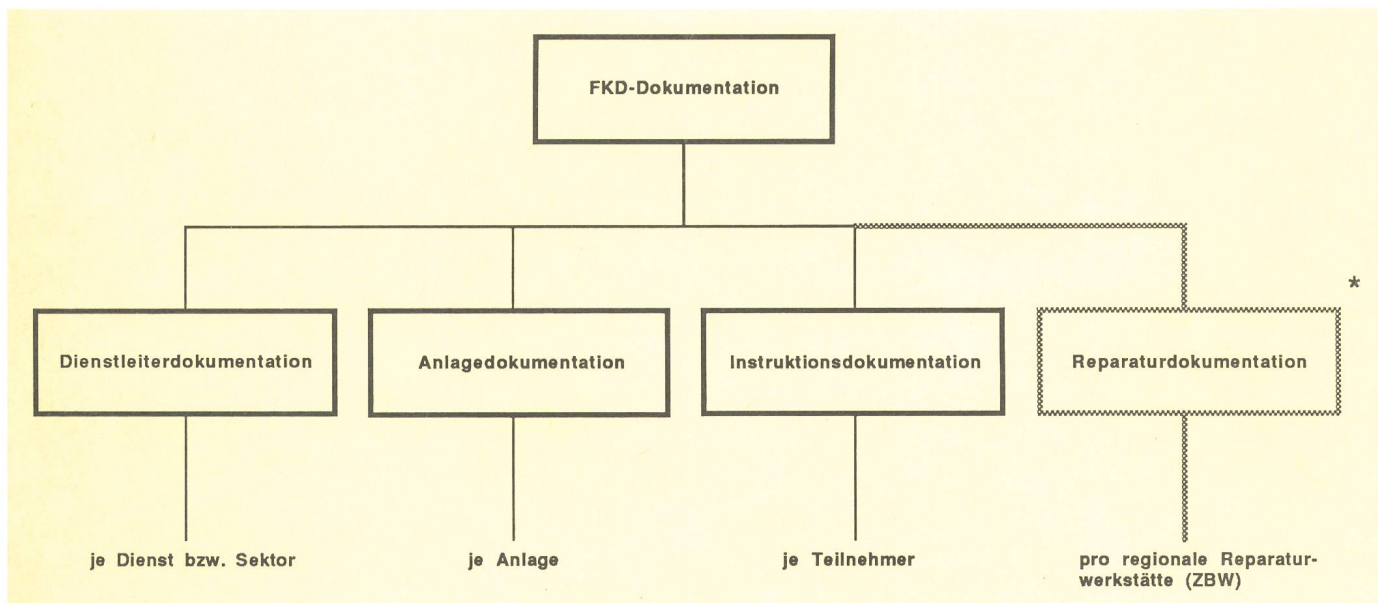 FKD-Dokumentation
*
Dienstleiterdokumentation
Anlagedokumentation
Instruktionsdokumentation
Reparaturdokumentation
je Dienst bzw. Sektor
je Anlage
je Teilnehmer
pro regionale Reparatur-
werkstätte (ZBW)